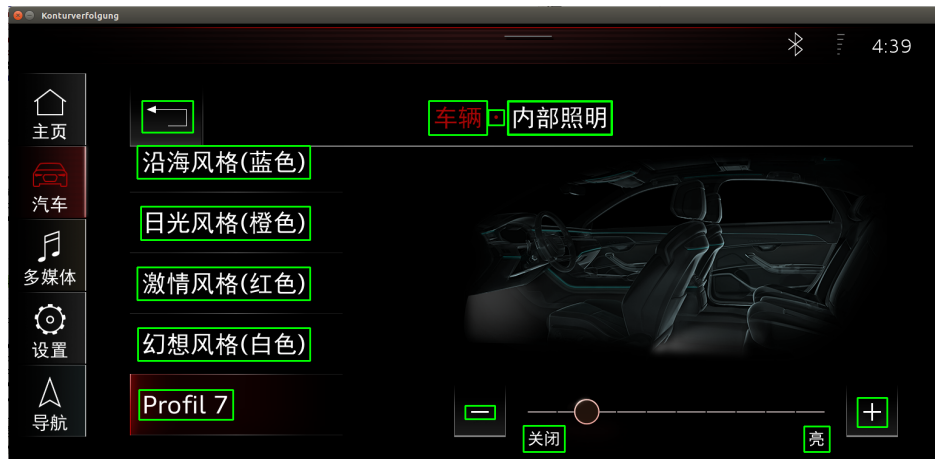 Konturverfolgung
4:39
主页
汽车
多媒体
设置
导航
车辆 · 内部照明
沿海风格(蓝色)
日光风格(橙色)
激情风格(红色)
幻想风格(白色)
Profil 7
关闭
亮